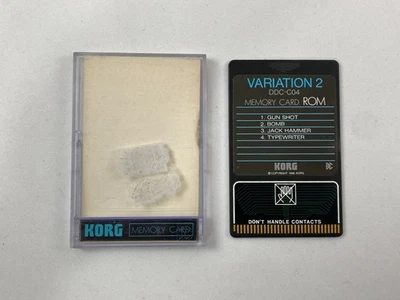 VARIATION 2
DDC-C04
MEMORY CARD ROM
1. GUN SHOT
2. BOMB
3. JACK HAMMER
4. TYPEWRITER
KORG
DON'T HANDLE CONTACTS
KORG MEMORY CARD